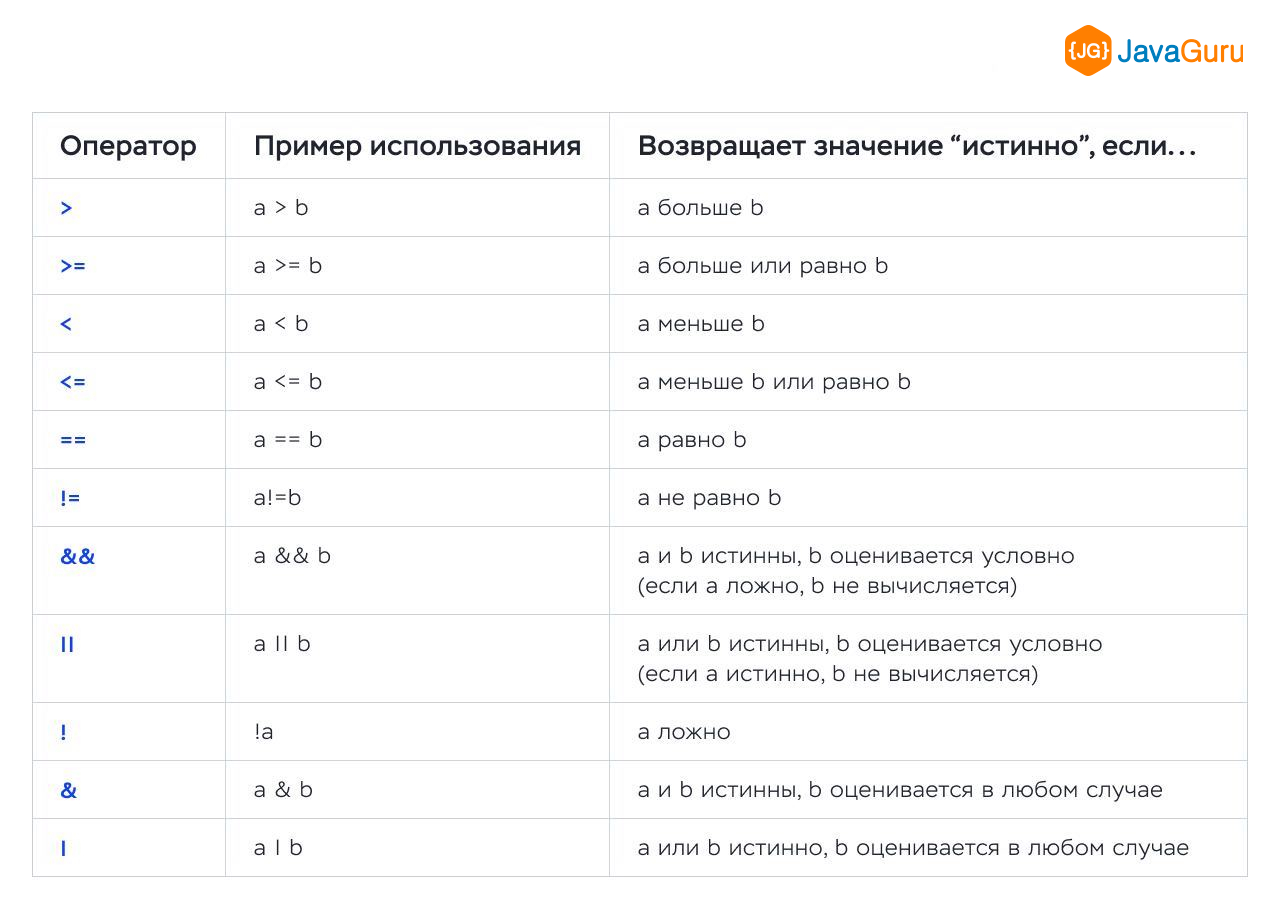 {JG} JavaGuru
Оператор Пример использования Возвращает значение “истинно”, если...
> a > b а больше b
>= a >= b а больше или равно b
< a < b а меньше b
<= a <= b а меньше b или равно b
== a == b а равно b
!= a!=b а не равно b
&& a && b а и b истинны, b оценивается условно
(если а ложно, b не вычисляется)
|| a || b а или b истинны, b оценивается условно
(если а истинно, b не вычисляется)
! !a а ложно
& a & b а и b истинны, b оценивается в любом случае
| a | b а или b истинно, b оценивается в любом случае